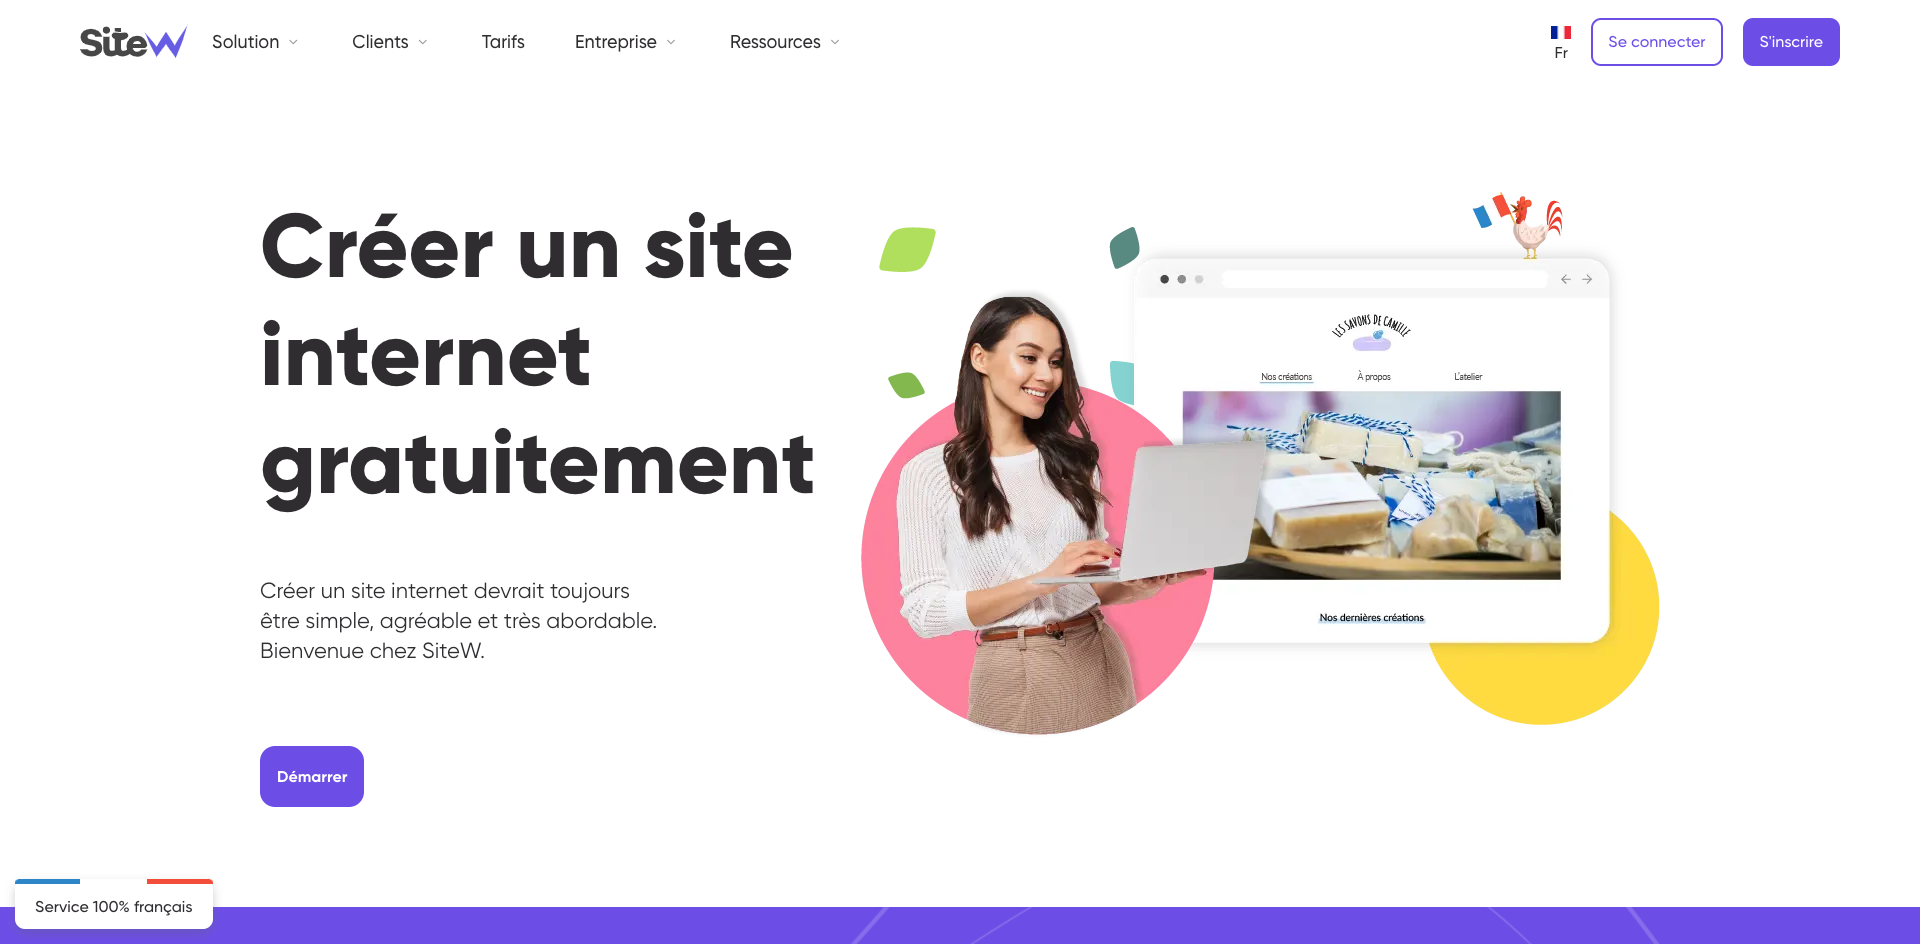 SiteW
Solution
Clients
Tarifs
Entreprise
Ressources
Fr
Se connecter
S'inscrire
Créer un site
internet
gratuitement
Créer un site internet devrait toujours
être simple, agréable et très abordable.
Bienvenue chez SiteW.
Démarrer
LES SAVONS DE CAMILLE
Nos créations
À propos
L'atelier
Nos dernières créations
Service 100% français